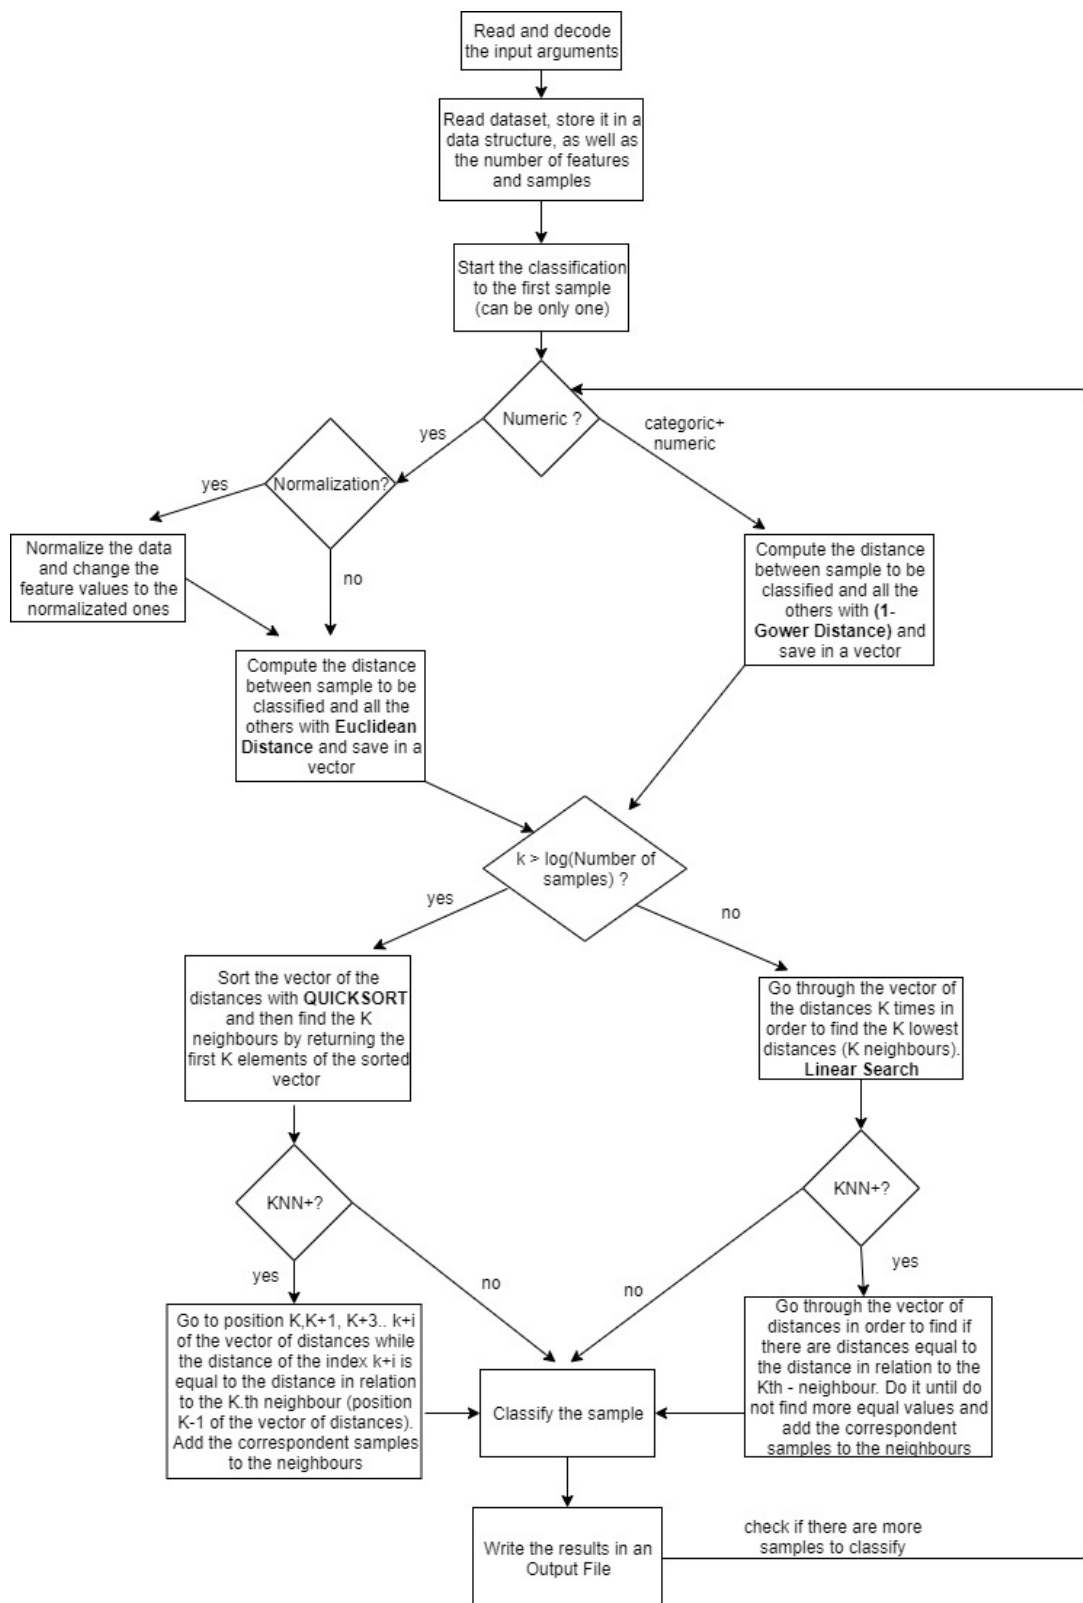 Read and decode
the input arguments
Read dataset, store it in a
data structure, as well as
the number of features
and samples
Start the classification
to the first sample
(can be only one)
Numeric ?
yes
categoric+
numeric
Normalization?
yes
no
Normalize the data
and change the
feature values to the
normalizated ones
Compute the distance
between sample to be
classified and all the
others with (1-
Gower Distance) and
save in a vector
Compute the distance
between sample to be
classified and all the
others with Euclidean
Distance and save in a
vector
k > log(Number of
samples) ?
yes
no
Sort the vector of the
distances with QUICKSORT
and then find the K
neighbours by returning the
first K elements of the sorted
vector
Go through the vector of
the distances K times in
order to find the K lowest
distances (K neighbours).
Linear Search
KNN+?
KNN+?
yes
no
no
yes
Go to position K,K+1, K+3.. k+i
of the vector of distances while
the distance of the index k+i is
equal to the distance in relation
to the K.th neighbour (position
K-1 of the vector of distances).
Add the correspondent samples
to the neighbours
Classify the sample
Go through the vector of
distances in order to find if
there are distances equal to
the distance in relation to the
Kth - neighbour. Do it until do
not find more equal values and
add the correspondent
samples to the neighbours
Write the results in an
Output File
check if there are more
samples to classify